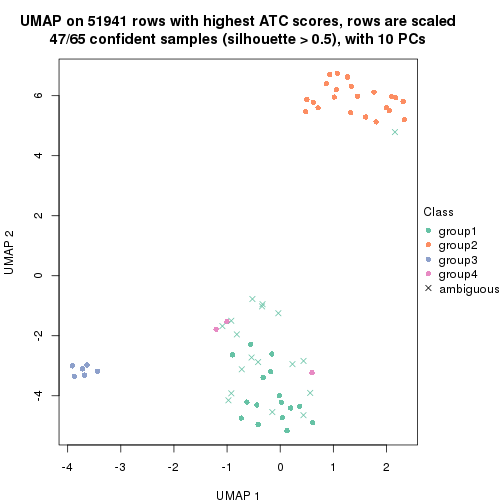 UMAP on 51941 rows with highest ATC scores, rows are scaled
47/65 confident samples (silhouette > 0.5), with 10 PCs
6
4
2
0
-2
-4
UMAP 2
-4
-3
-2
-1
0
1
2
UMAP 1
Class
group1
group2
group3
group4
ambiguous